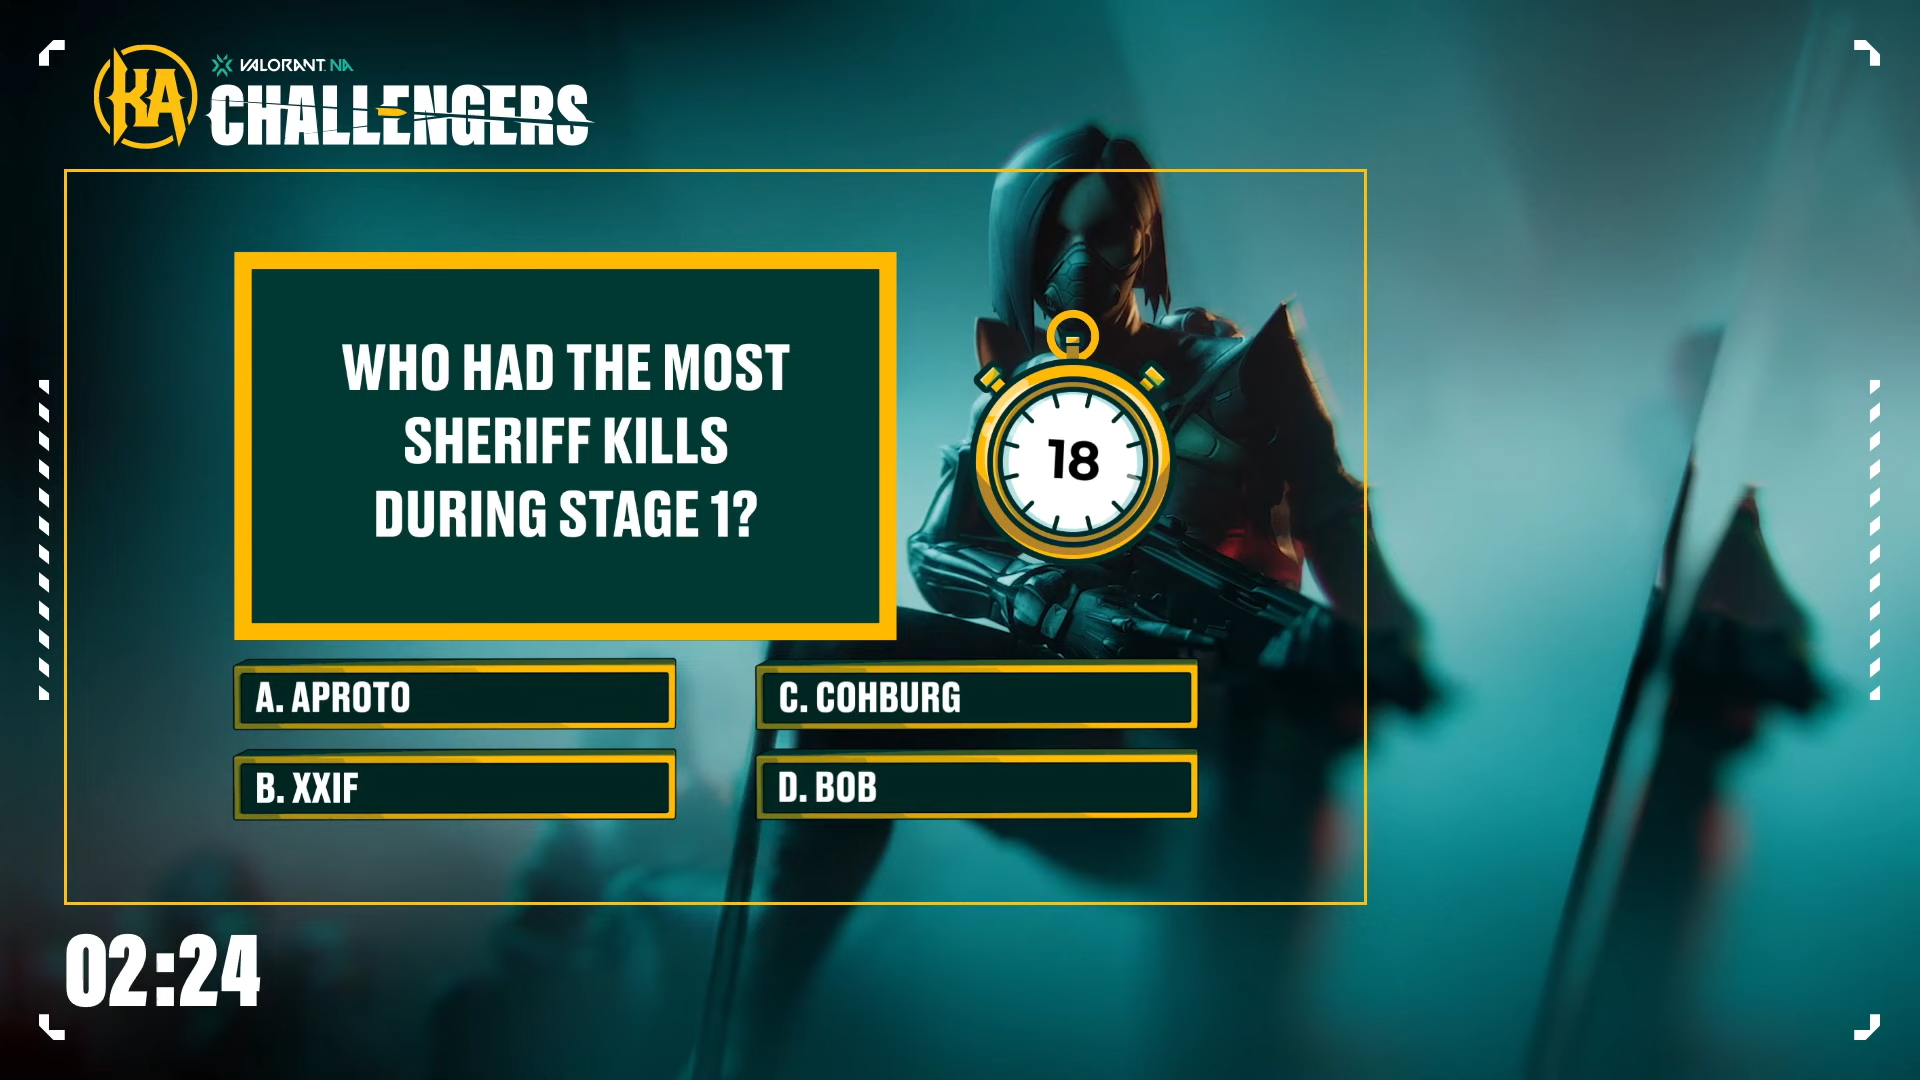 KA
VALORANT NA
CHALLENGERS
WHO HAD THE MOST
SHERIFF KILLS
DURING STAGE 1?
18
A. APROTO
C. COHBURG
B. XXIF
D. BOB
02:24